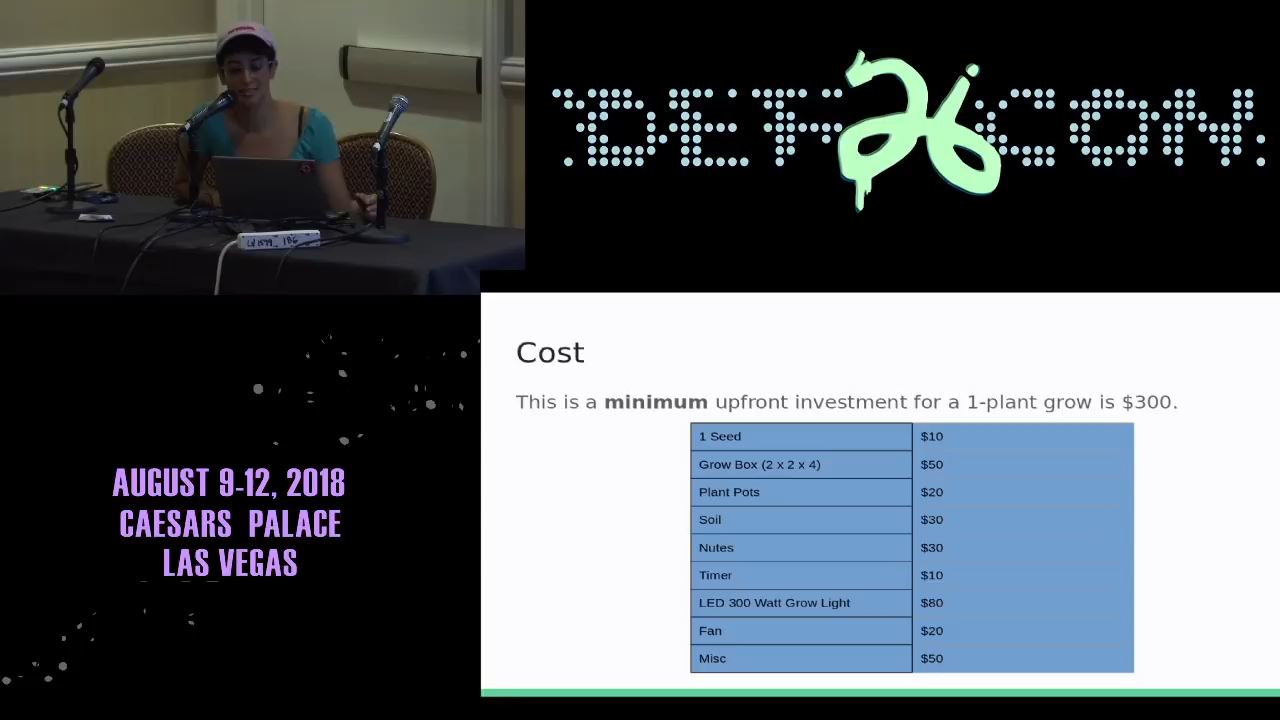 DEF 26 CON.
Cost
This is a minimum upfront investment for a 1-plant grow is $300.
1 Seed $10
Grow Box (2 x 2 x 4) $50
Plant Pots $20
Soil $30
Nutes $30
Timer $10
LED 300 Watt Grow Light $80
Fan $20
Misc $50
AUGUST 9-12, 2018
CAESARS PALACE
LAS VEGAS